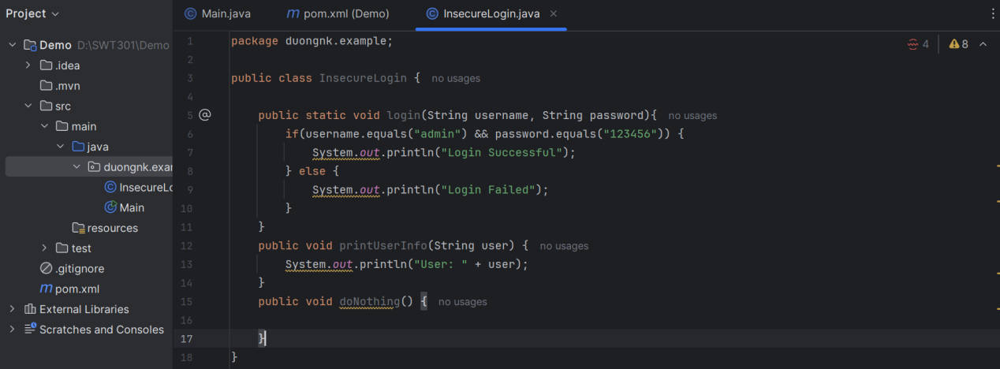 Project
Main.java
pom.xml (Demo)
InsecureLogin.java
Demo D:\SWT301\Demo
.idea
.mvn
src
main
java
duongnk.exar
InsecureLo
Main
resources
test
.gitignore
pom.xml
External Libraries
Scratches and Consoles
4 8
1 package duongnk.example;
2
3 public class InsecureLogin { no usages
4
5 public static void login(String username, String password){ no usages
6 if(username.equals("admin") && password.equals("123456")) {
7 System.out.println("Login Successful");
8 } else {
9 System.out.println("Login Failed");
10 }
11 }
12 public void printUserInfo(String user) { no usages
13 System.out.println("User: " + user);
14 }
15 public void doNothing() { no usages
16
17 }
18 }